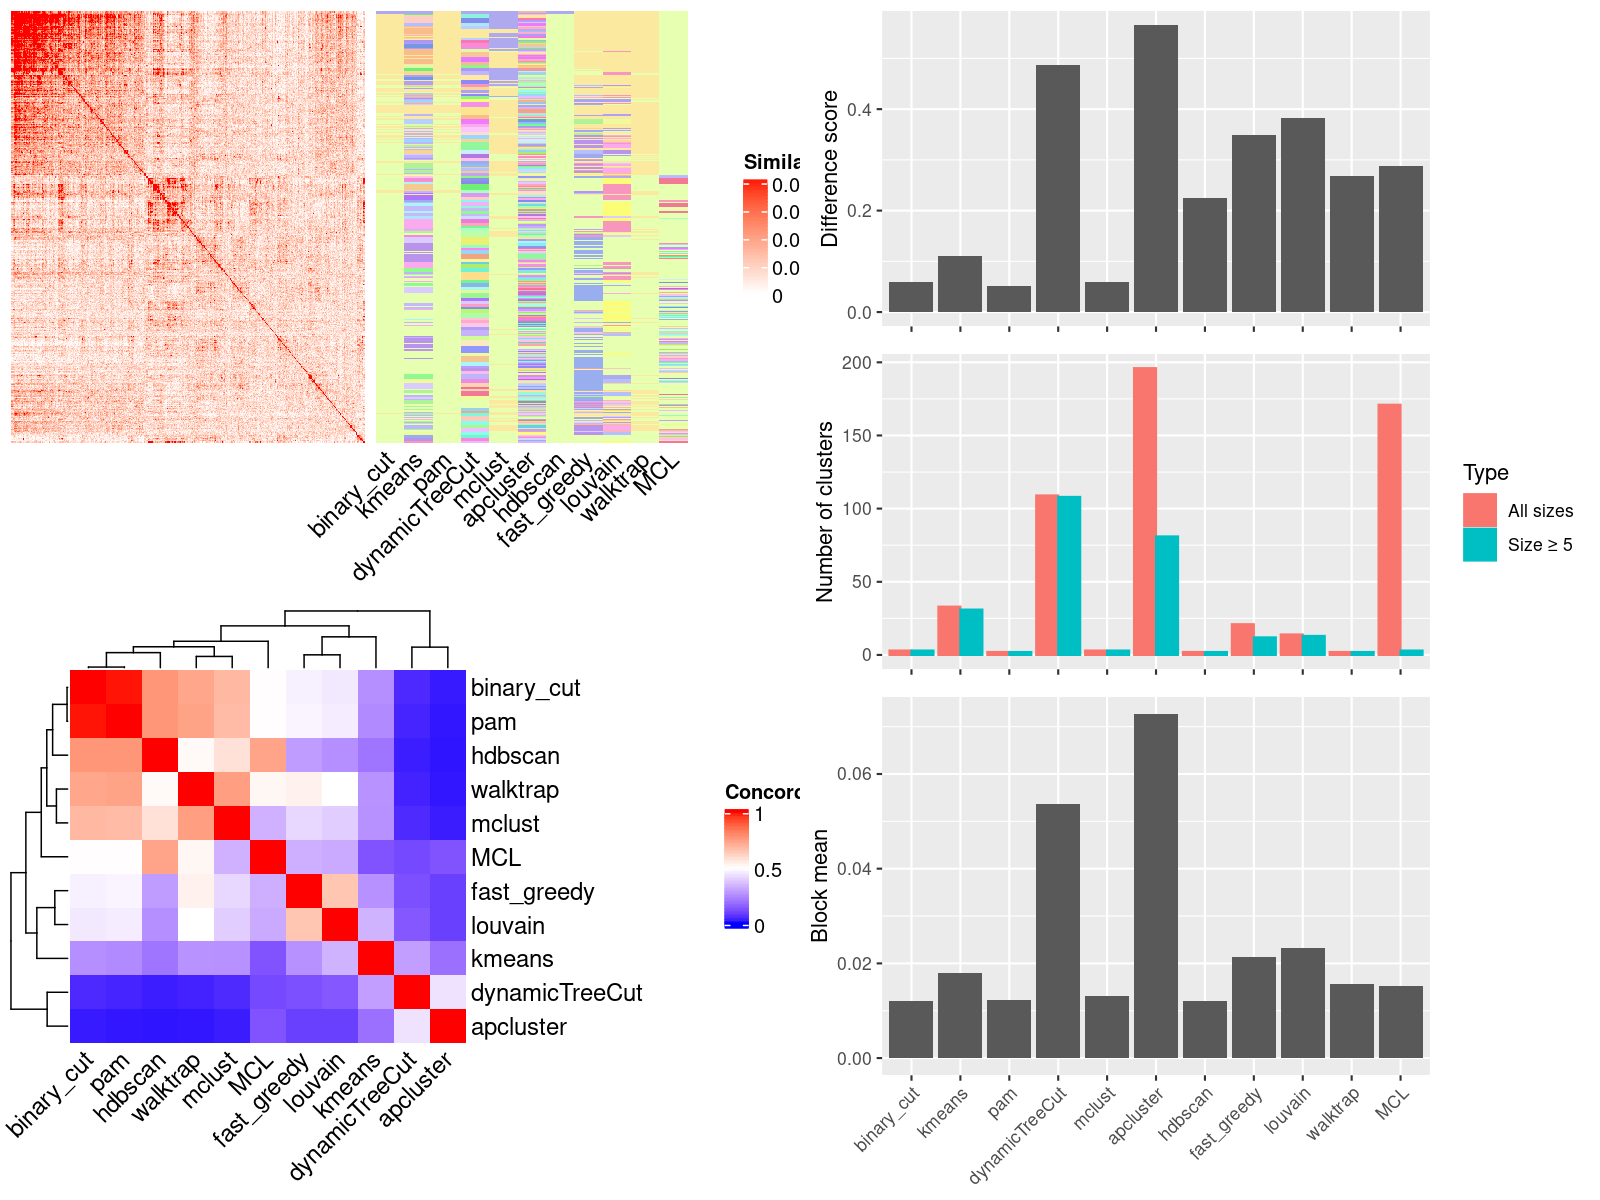 Simila
0.0
0.0
0.0
0.0
0
binary_cut
kmeans
pam
dynamicTreeCut
mclust
apcluster
hdbscan
fast_greedy
louvain
walktrap
MCL
binary_cut
pam
hdbscan
walktrap
mclust
MCL
fast_greedy
louvain
kmeans
dynamicTreeCut
apcluster
binary_cut
pam
hdbscan
walktrap
mclust
MCL
fast_greedy
louvain
kmeans
dynamicTreeCut
apcluster
Concord
1
0.5
0
Difference score
0.4
0.2
0.0
Number of clusters
200
150
100
50
0
Type
All sizes
Size ≥ 5
Block mean
0.06
0.04
0.02
0.00
binary_cut
kmeans
pam
dynamicTreeCut
mclust
apcluster
hdbscan
fast_greedy
louvain
walktrap
MCL